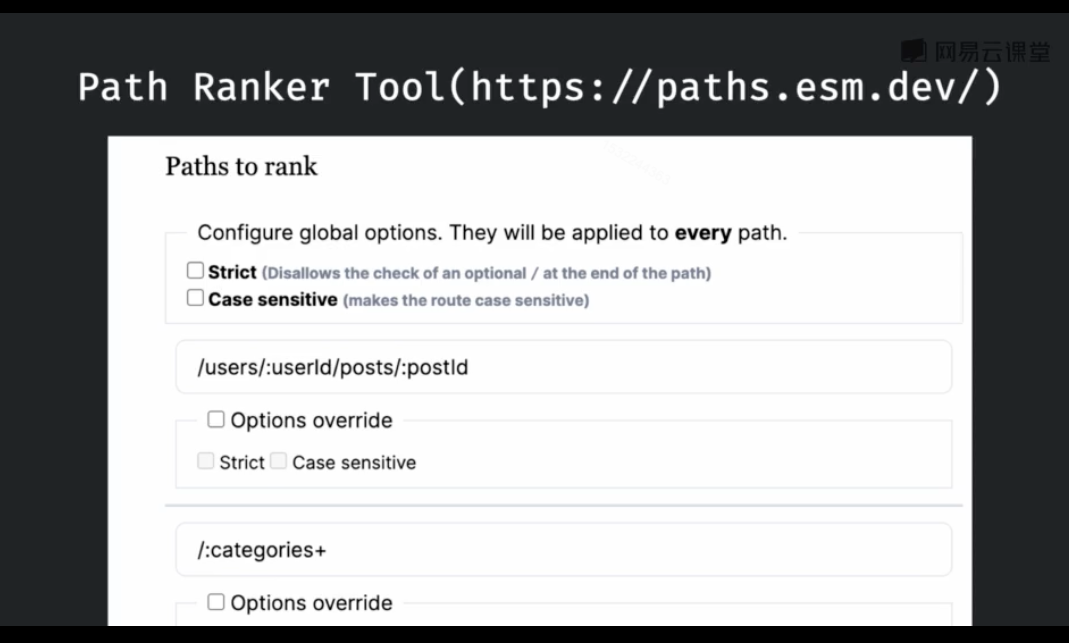 网易云课堂
Path Ranker Tool(https://paths.esm.dev/)
Paths to rank
Configure global options. They will be applied to every path.
Strict (Disallows the check of an optional / at the end of the path)
Case sensitive (makes the route case sensitive)
/users/:userId/posts/:postId
Options override
Strict Case sensitive
/:categories+
Options override